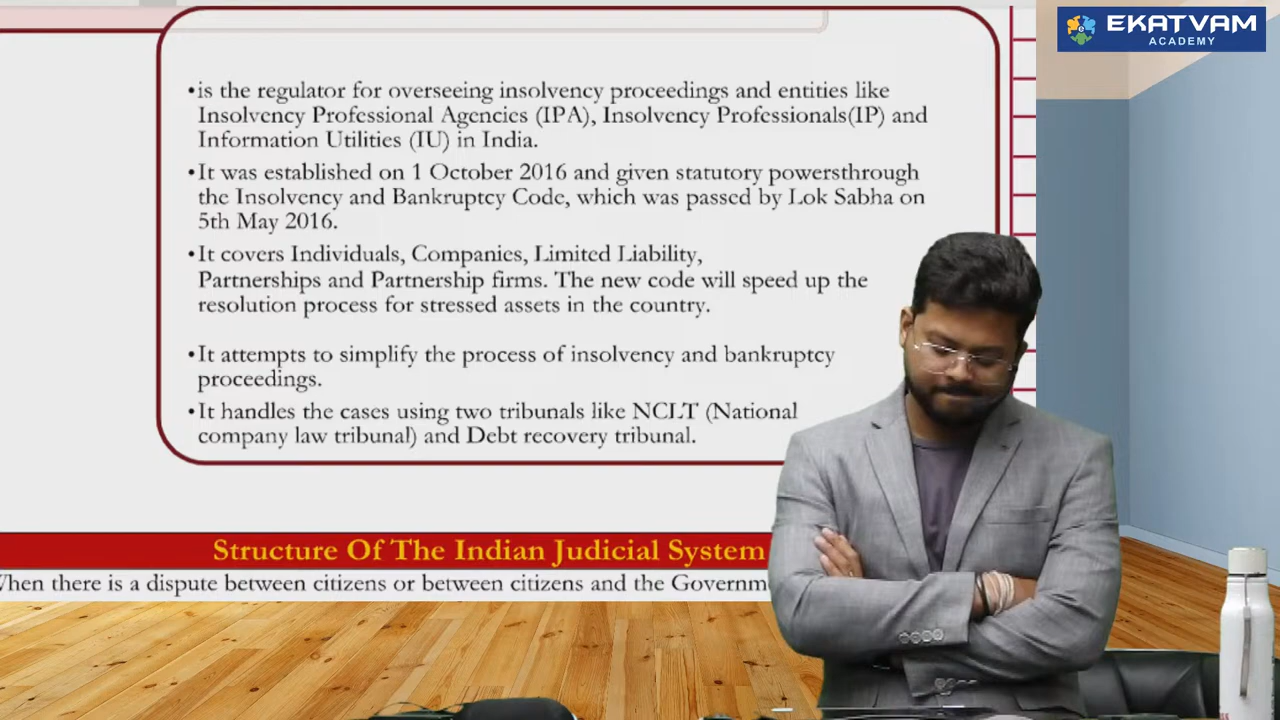 EKATVAM
ACADEMY
•is the regulator for overseeing insolvency proceedings and entities like
Insolvency Professional Agencies (IPA), Insolvency Professionals(IP) and
Information Utilities (IU) in India.
•It was established on 1 October 2016 and given statutory powersthrough
the Insolvency and Bankruptcy Code, which was passed by Lok Sabha on
5th May 2016.
•It covers Individuals, Companies, Limited Liability,
Partnerships and Partnership firms. The new code will speed up the
resolution process for stressed assets in the country.
•It attempts to simplify the process of insolvency and bankruptcy
proceedings.
•It handles the cases using two tribunals like NCLT (National
company law tribunal) and Debt recovery tribunal.
Structure Of The Indian Judicial System
When there is a dispute between citizens or between citizens and the Governm